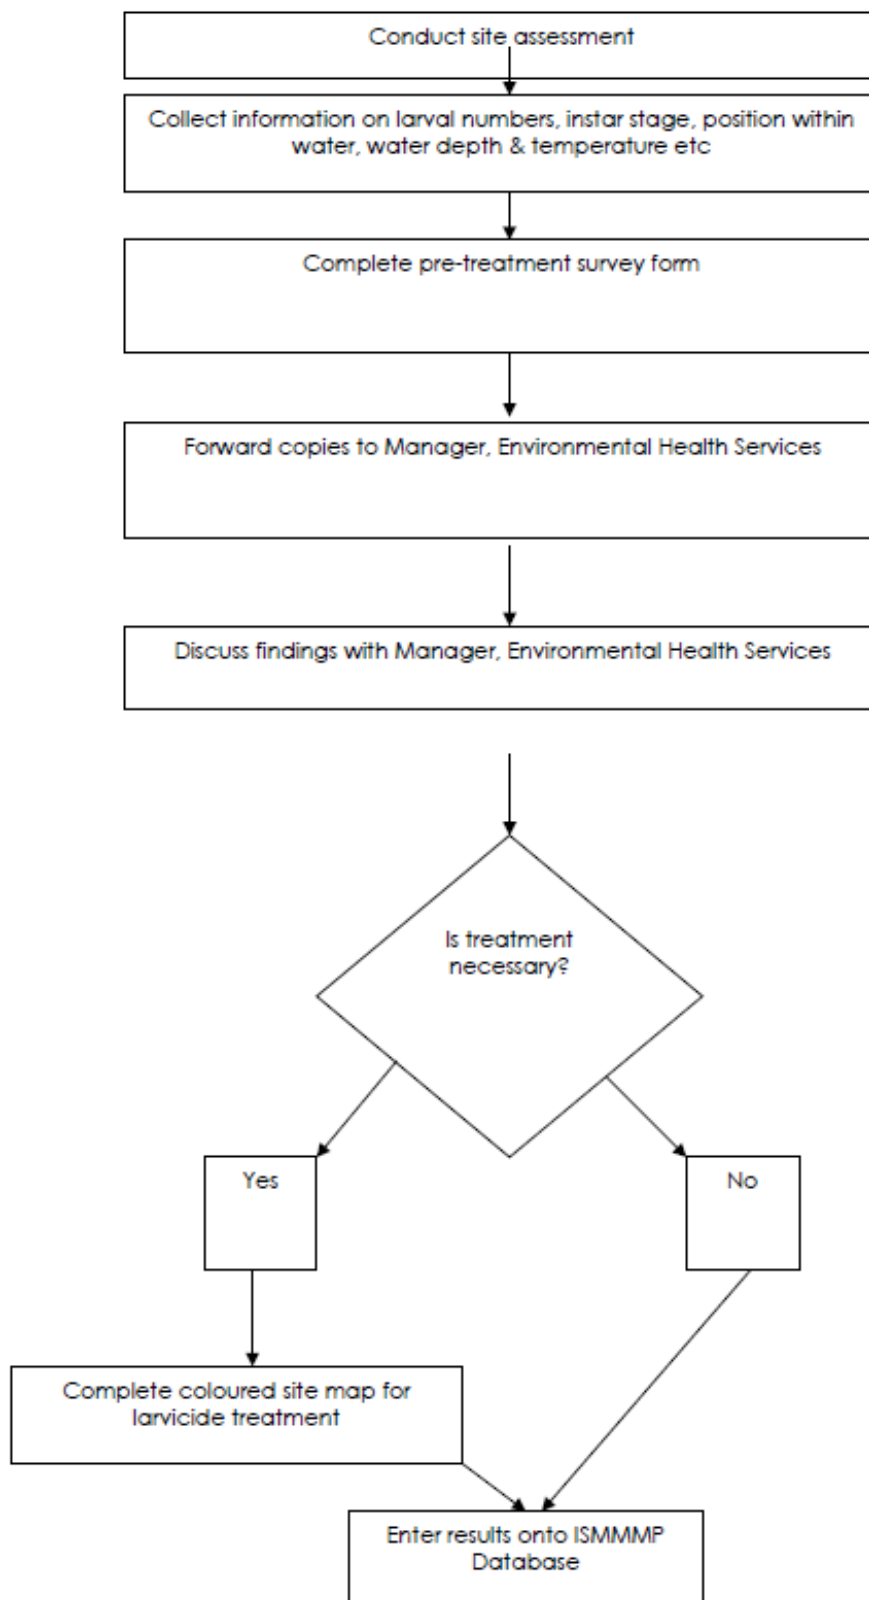 Conduct site assessment
Collect information on larval numbers, instar stage, position within
water, water depth & temperature etc
Complete pre-treatment survey form
Forward copies to Manager, Environmental Health Services
Discuss findings with Manager, Environmental Health Services
Is treatment
necessary?
Yes
No
Complete coloured site map for
larvicide treatment
Enter results onto ISMMMP
Database